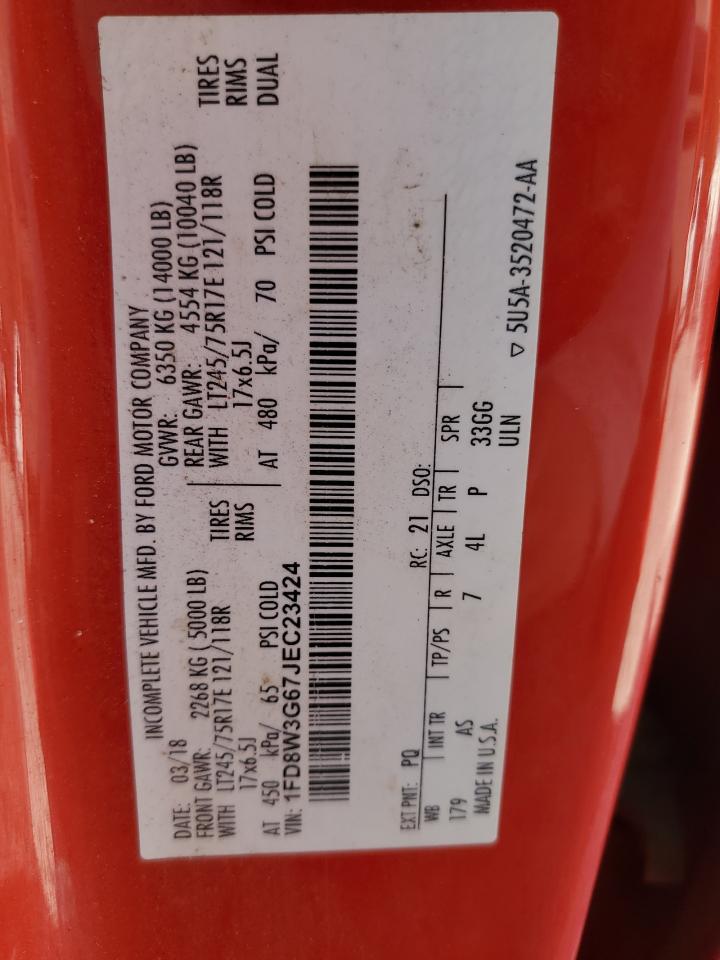 INCOMPLETE VEHICLE MFD. BY FORD MOTOR COMPANY
DATE: 03/18 GVWR: 6350 KG (14000 LB)
FRONT GAWR: 2268 KG (5000 LB) REAR GAWR: 4554 KG (10040 LB)
WITH LT245/75R17E 121/118R TIRES WITH LT245/75R17E 121/118R TIRES
17x6.5J RIMS 17x6.5J RIMS
AT 450 kPa/ 65 PSI COLD AT 480 kPa/ 70 PSI COLD DUAL
VIN: 1FD8W3G67JEC23424
EXT PNT: PQ RC: 21 DSO:
WB INT TR TP/PS R AXLE TR SPR
179 AS 7 4L P 33GG
MADE IN U.S.A. ULN
▽ 5U5A-3520472-AA